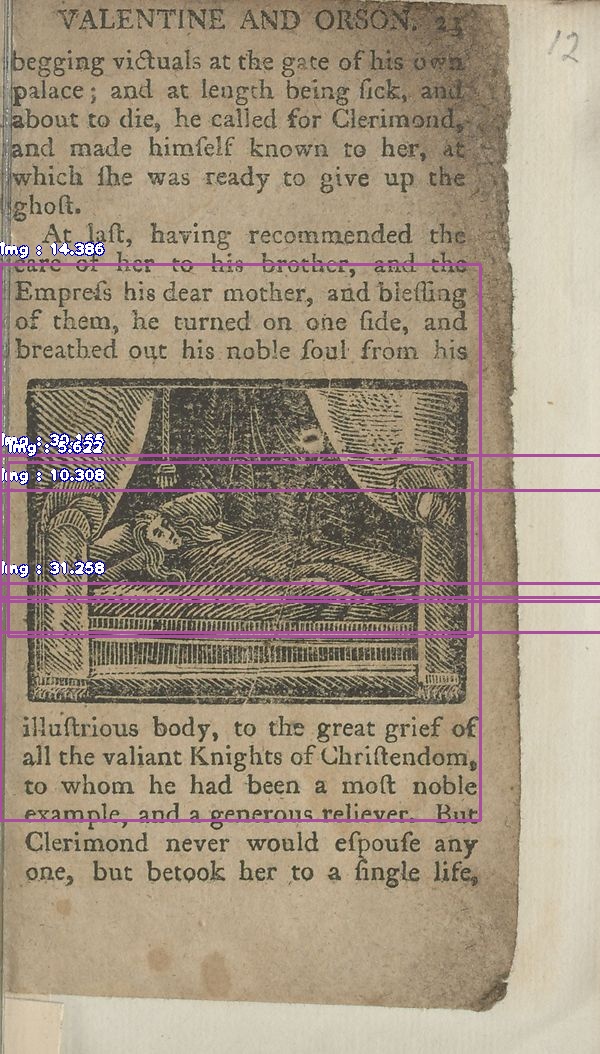 VALENTINE AND ORSON. 23
12
begging victuals at the gate of his own
palace; and at length being ſick, and
about to die, he called for Clerimond,
and made himſelf known to her, at
which ſhe was ready to give up the
ghoſt.
At laſt, having recommended the
Img : 14.386
care of her to his brother, and the
Empreſs his dear mother, and bleſſing
of them, he turned on one ſide, and
breathed out his noble ſoul from his
Img : 5.622
Img : 10.308
Img : 31.258
illuſtrious body, to the great grief of
all the valiant Knights of Chriſtendom,
to whom he had been a moſt noble
example, and a generous reliever. But
Clerimond never would eſpouſe any
one, but betook her to a ſingle life,